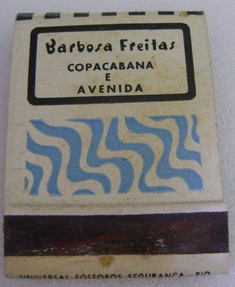 Barbosa Freitas
COPACABANA
E
AVENIDA
UNIVERSAL FÓSFOROS SEGURANÇA - RIO